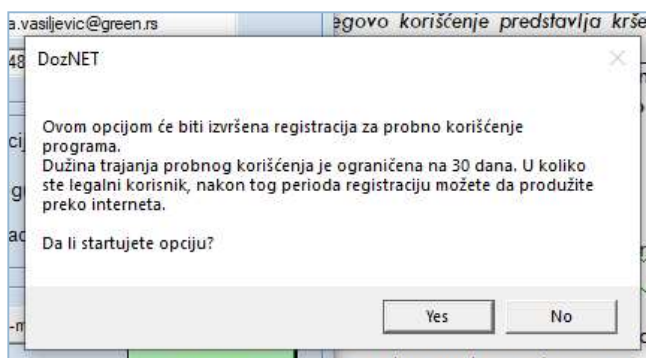 a.vasiljevic@green.rs
egovo korišćenje predstavlja krše
48
DozNET
Ovom opcijom će biti izvršena registracija za probno korišćenje
programa.
Dužina trajanja probnog korišćenja je ograničena na 30 dana. U koliko
ste legalni korisnik, nakon tog perioda registraciju možete da produžite
preko interneta.
Da li startujete opciju?
Yes
No